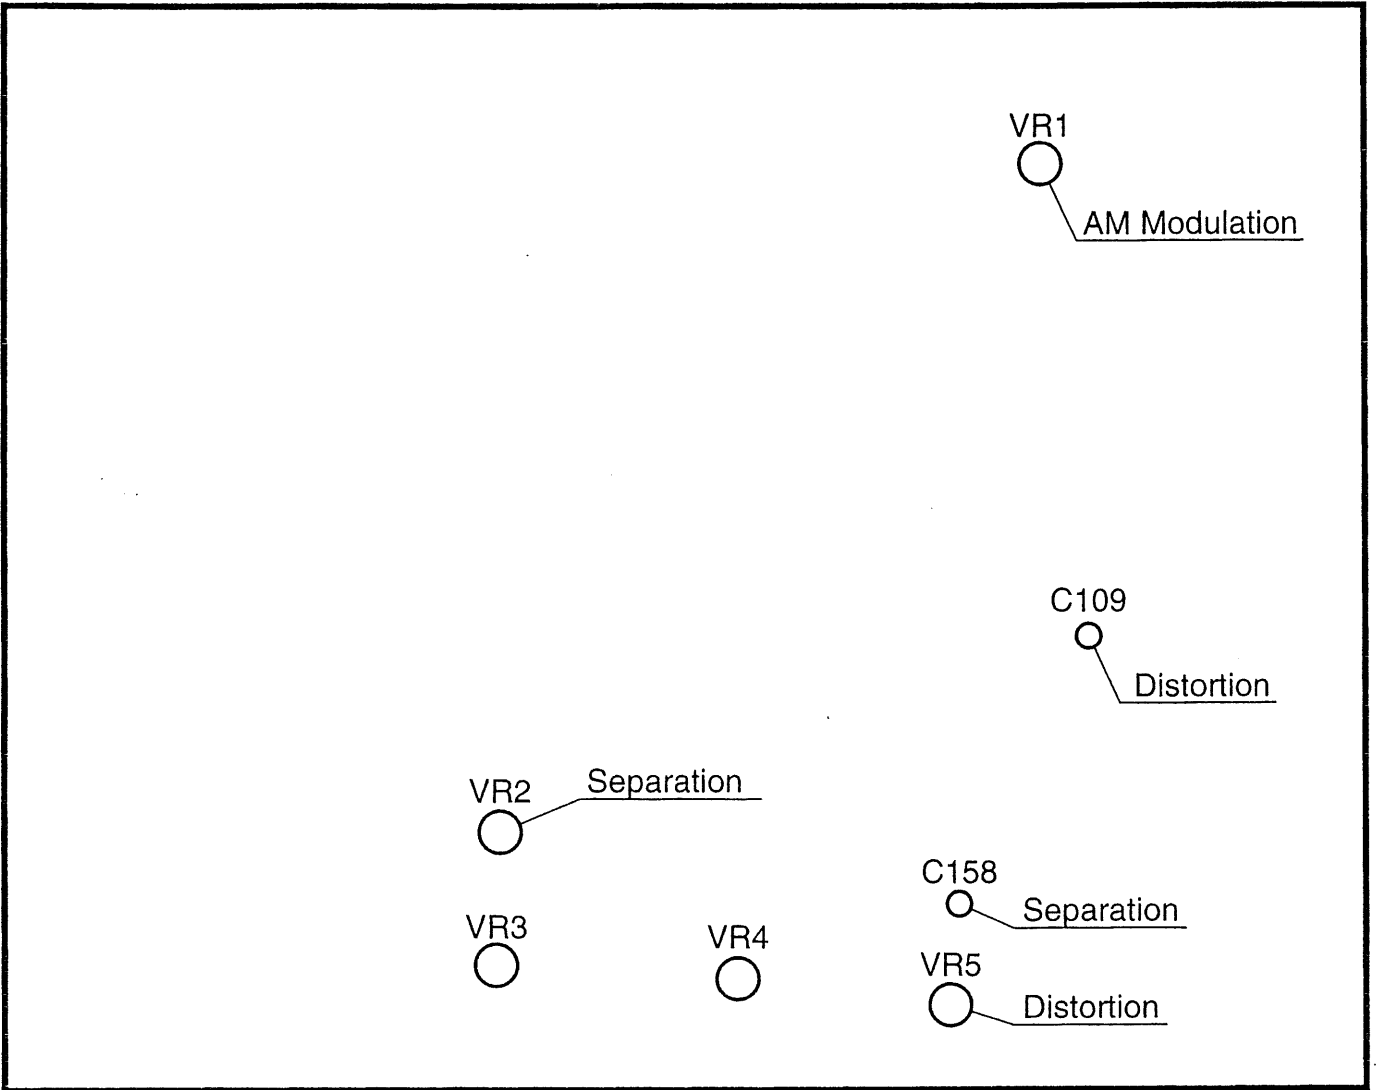 VR1
AM Modulation
C109
Distortion
VR2
Separation
C158
Separation
VR3
VR4
VR5
Distortion